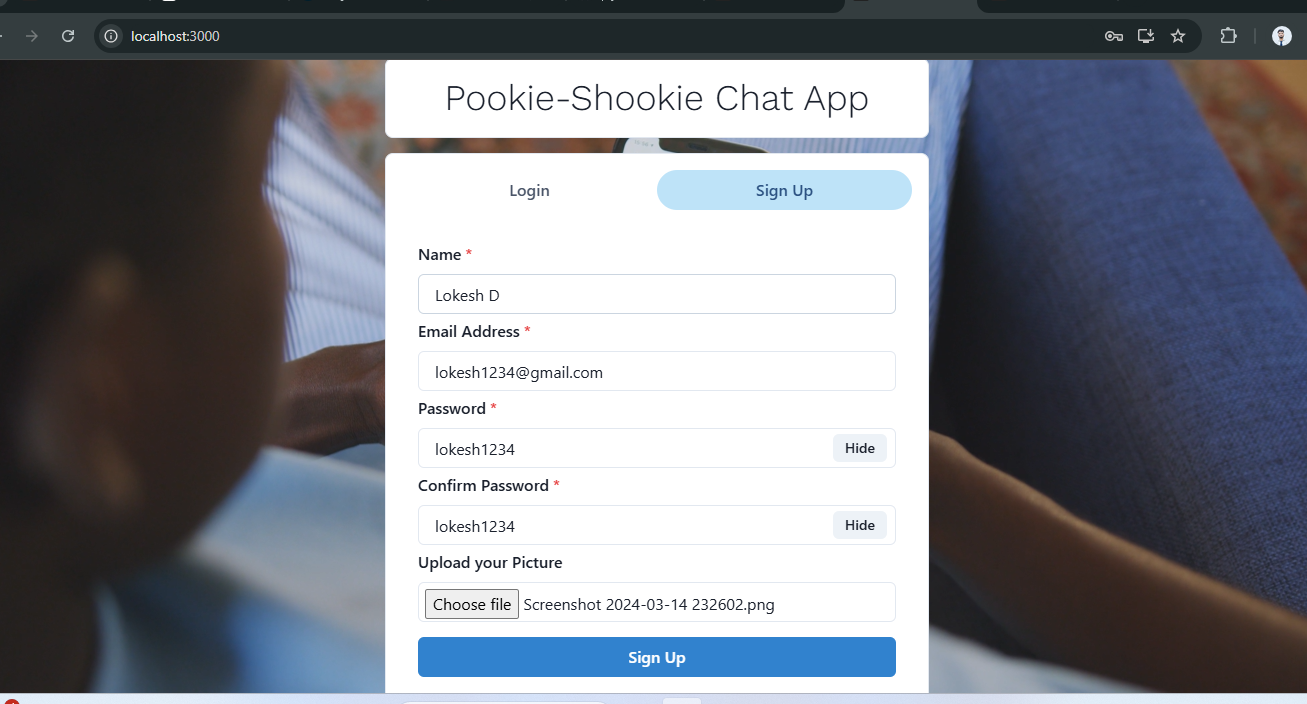 localhost:3000
Pookie-Shookie Chat App
Login
Sign Up
Name *
Lokesh D
Email Address *
lokesh1234@gmail.com
Password *
lokesh1234
Hide
Confirm Password *
lokesh1234
Hide
Upload your Picture
Choose file Screenshot 2024-03-14 232602.png
Sign Up